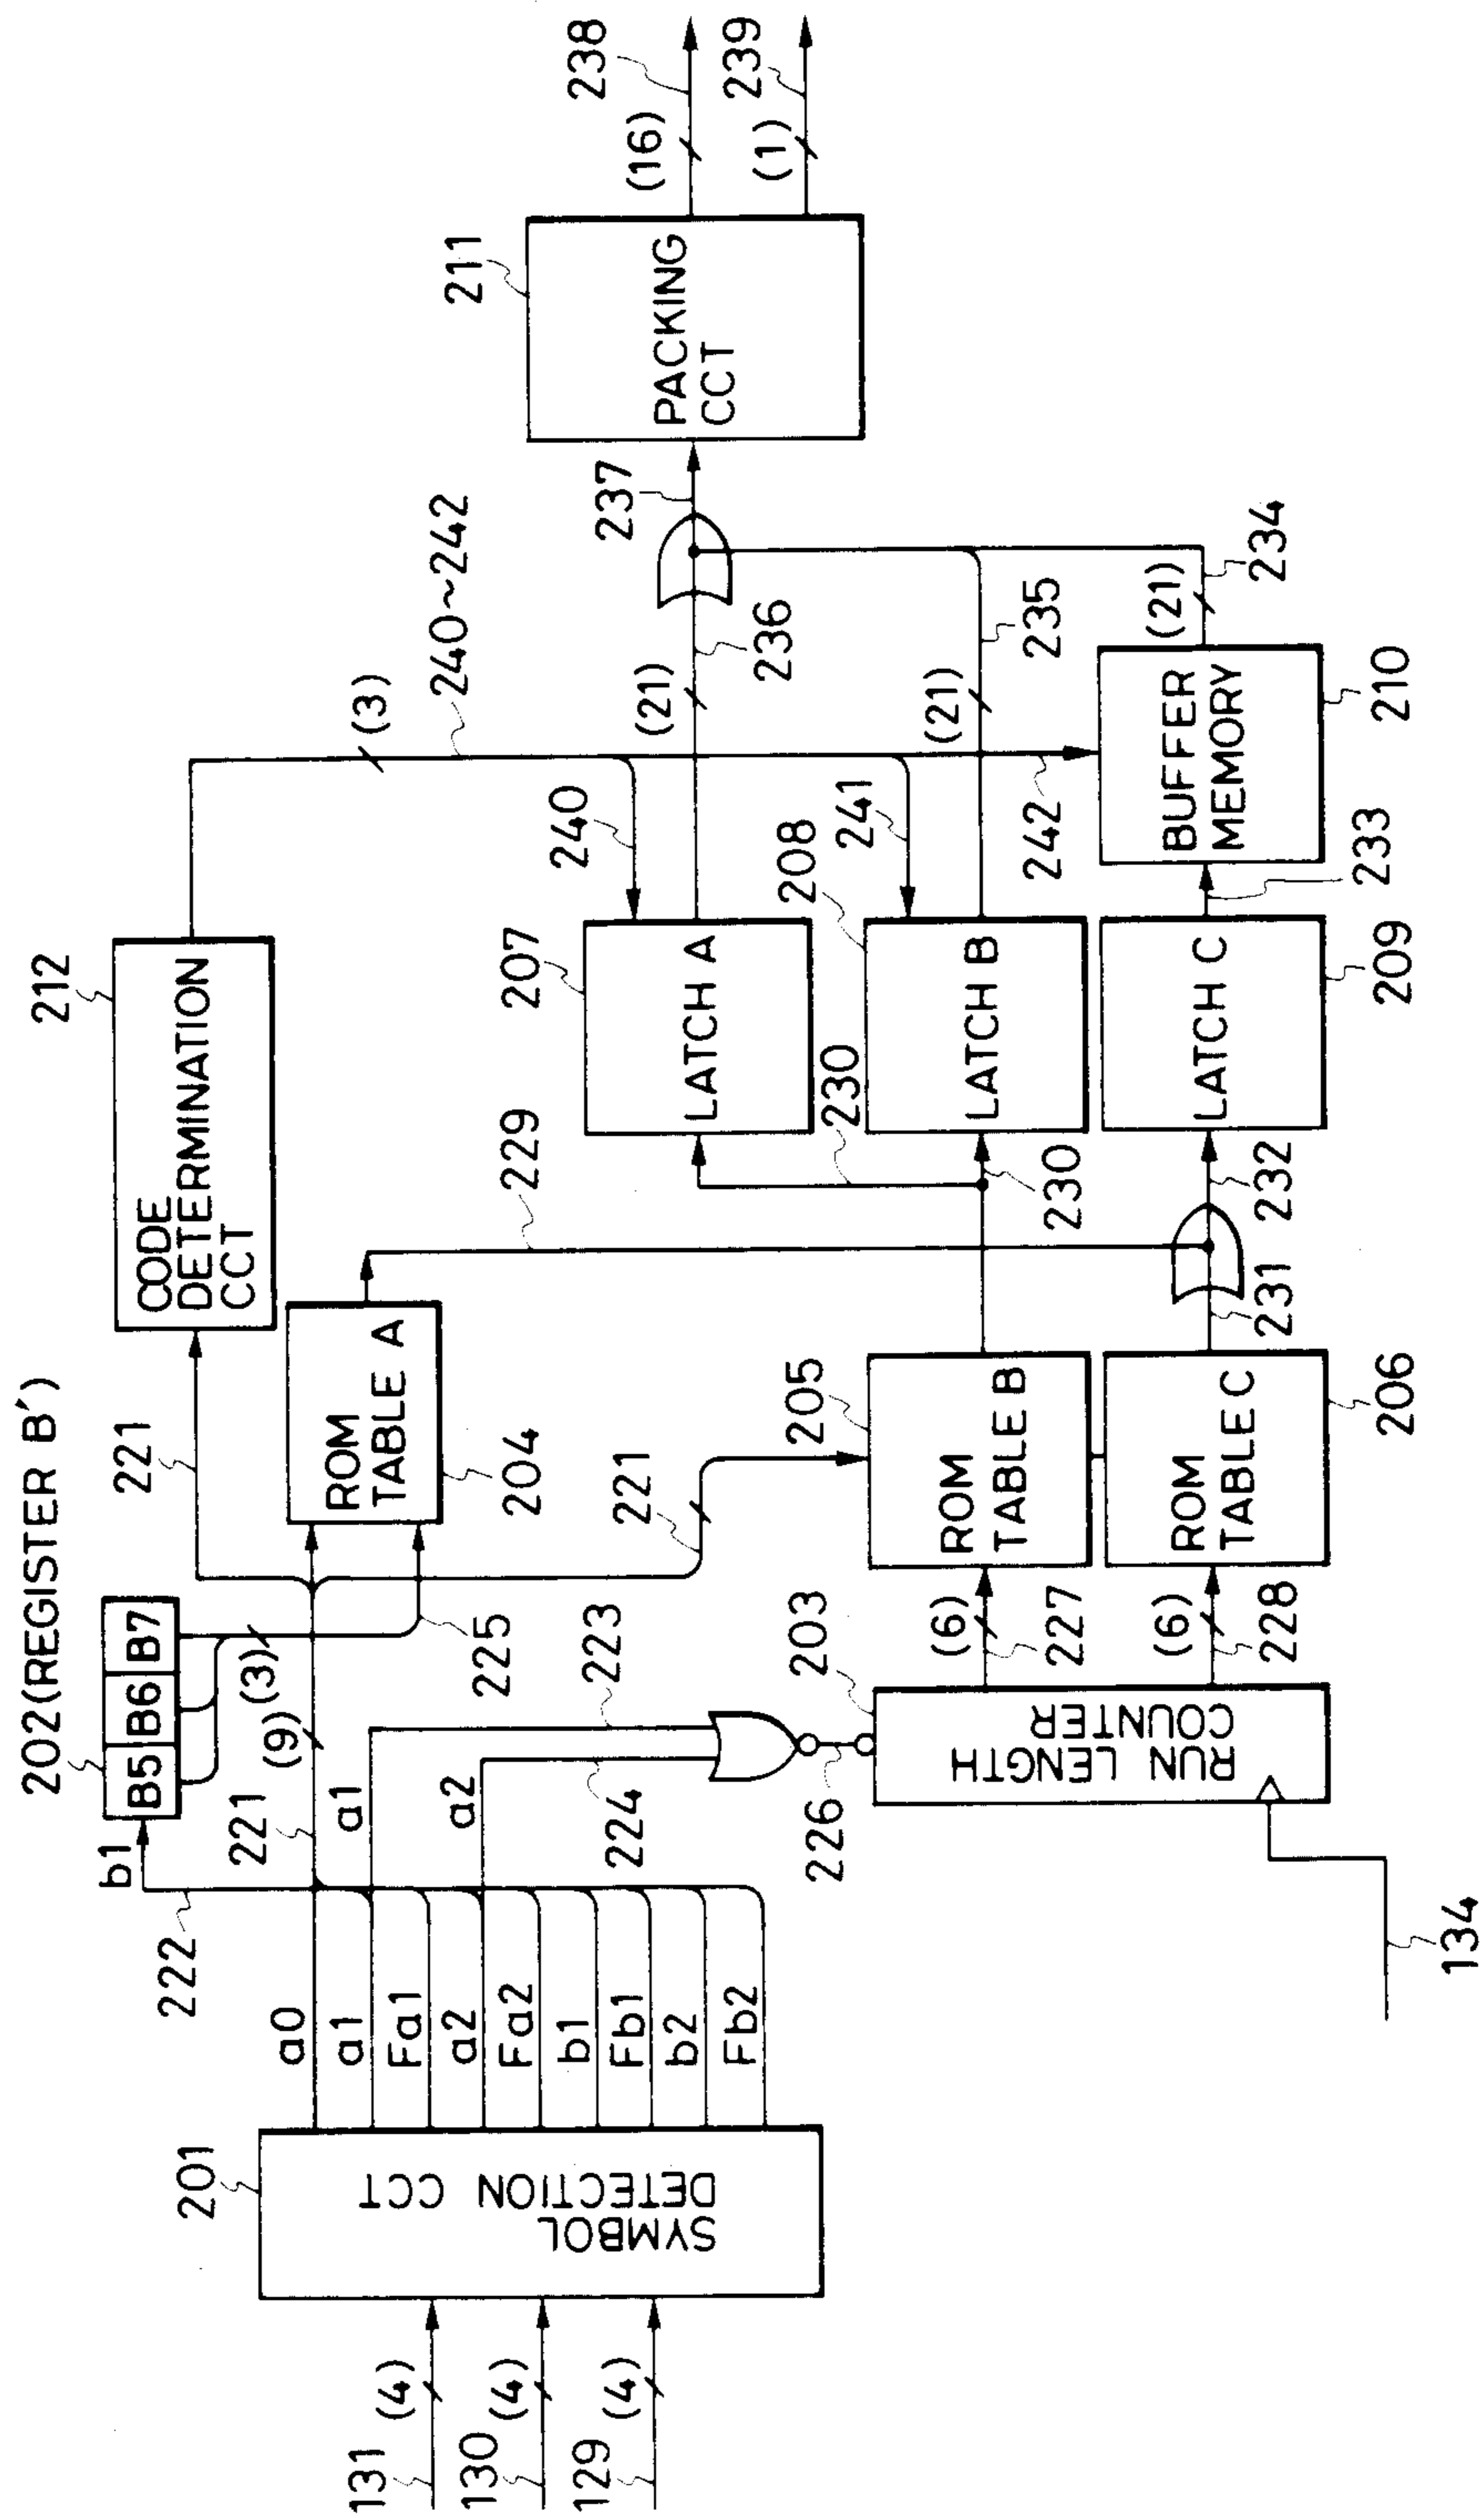 202(REGISTER B′)
B5 B6 B7
b1
222
221
(9)
(3)
225
221
212
CODE
DETERMINATION
CCT
(3)
240~242
ROM
TABLE A
204
229
221
201
SYMBOL
DETECTION CCT
131
(4)
130
(4)
129
(4)
a0
a1
Fa1
a2
Fa2
b1
Fb1
b2
Fb2
a1
a2
223
224
226
203
RUN LENGTH
COUNTER
134
(6)
227
(6)
228
205
ROM
TABLE B
ROM
TABLE C
206
230
230
231
232
207
LATCH A
208
LATCH B
LATCH C
209
240
241
242
233
BUFFER
MEMORY
210
(21)
236
(21)
235
(21)
234
237
211
PACKING
CCT
(16)
238
(1)
239